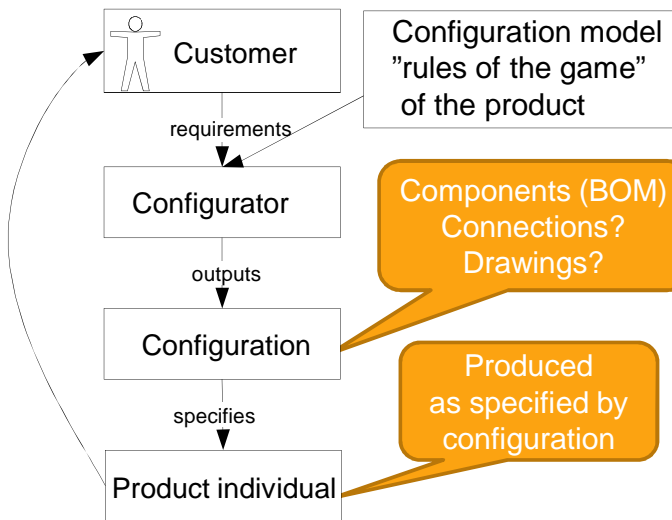 Customer
Configuration model
”rules of the game”
of the product
requirements
Configurator
Components (BOM)
Connections?
Drawings?
outputs
Configuration
Produced
as specified by
configuration
specifies
Product individual